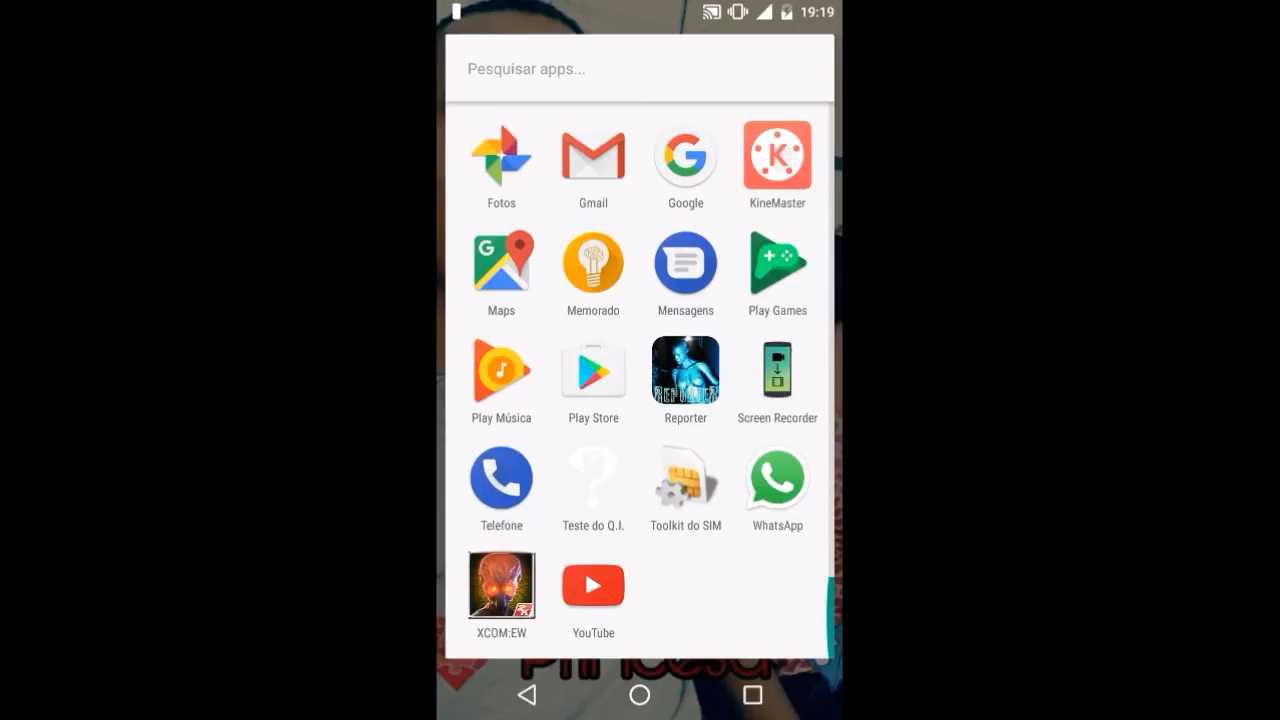 19:19
Pesquisar apps...
Fotos
Gmail
Google
KineMaster
Maps
Memorado
Mensagens
Play Games
Play Música
Play Store
Reporter
Screen Recorder
Telefone
Teste do Q.I.
Toolkit do SIM
WhatsApp
XCOM:EW
YouTube
Princesa